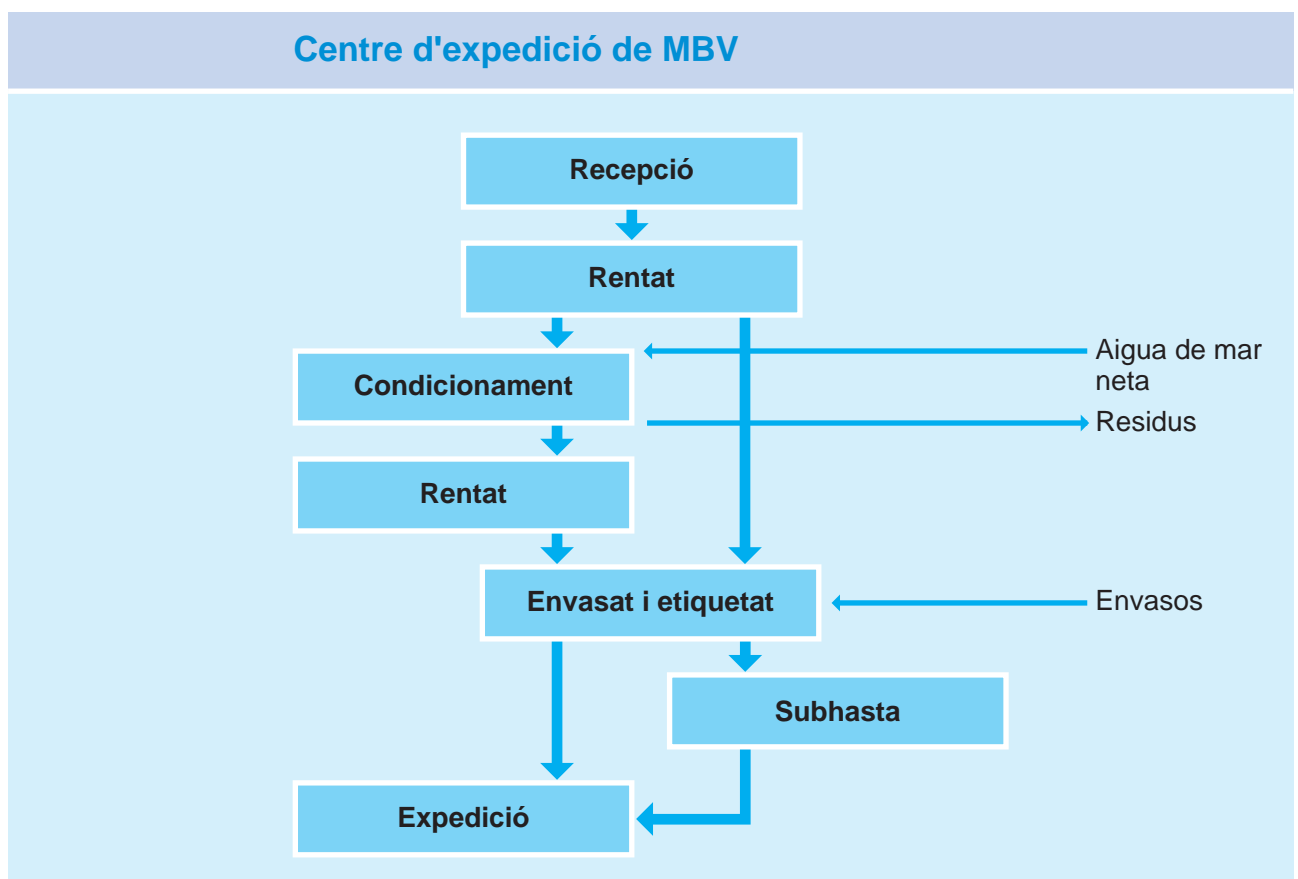 Centre d'expedició de MBV
Recepció
Rentat
Condicionament
Aigua de mar
neta
Residus
Rentat
Envasat i etiquetat
Envasos
Subhasta
Expedició